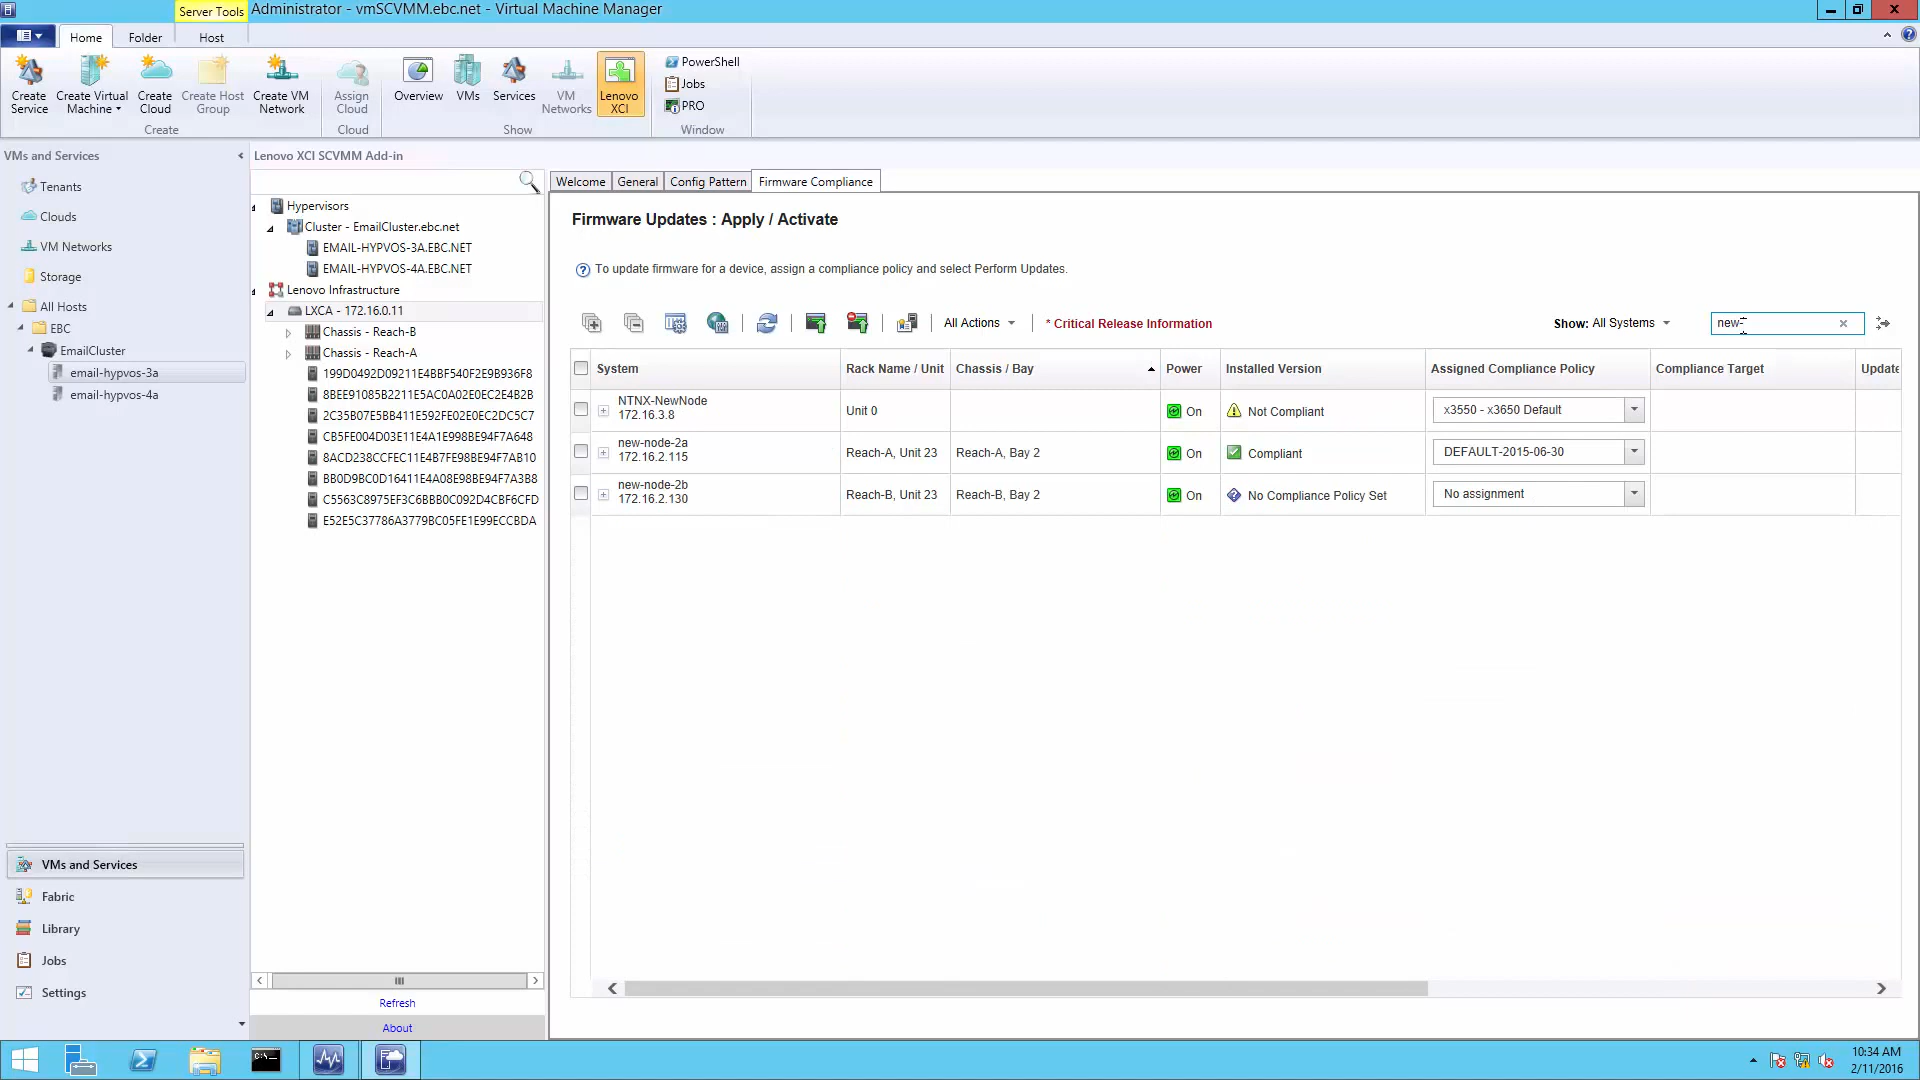 Server Tools
Administrator - vmSCVMM.ebc.net - Virtual Machine Manager
Home
Folder
Host
Create
Service
Create Virtual
Machine
Create
Cloud
Create Host
Group
Create VM
Network
Create
Assign
Cloud
Cloud
Overview
VMs
Services
VM
Networks
Lenovo
XCI
Show
PowerShell
Jobs
PRO
Window
VMs and Services
Tenants
Clouds
VM Networks
Storage
All Hosts
EBC
EmailCluster
email-hypvos-3a
email-hypvos-4a
VMs and Services
Fabric
Library
Jobs
Settings
Lenovo XCI SCVMM Add-in
Hypervisors
Cluster - EmailCluster.ebc.net
EMAIL-HYPVOS-3A.EBC.NET
EMAIL-HYPVOS-4A.EBC.NET
Lenovo Infrastructure
LXCA - 172.16.0.11
Chassis - Reach-B
Chassis - Reach-A
199D0492D09211E4BBF540F2E9B936F8
8BEE91085B2211E5AC0A02E0EC2E4B2B
2C35B07E5BB411E592FE02E0EC2DC5C7
CB5FE004D03E11E4A1E998BE94F7A648
8ACD238CCFEC11E4B7FE98BE94F7AB10
BB0D9BC0D16411E4A08E98BE94F7A3B8
C5563C8975EF3C6BBB0C092D4CBF6CFD
E52E5C37786A3779BC05FE1E99ECCBDA
Refresh
About
Welcome
General
Config Pattern
Firmware Compliance
Firmware Updates : Apply / Activate
To update firmware for a device, assign a compliance policy and select Perform Updates.
All Actions
* Critical Release Information
Show: All Systems
new-
System
Rack Name / Unit
Chassis / Bay
Power
Installed Version
Assigned Compliance Policy
Compliance Target
Update
NTNX-NewNode
172.16.3.8
Unit 0
On
Not Compliant
x3550 - x3650 Default
new-node-2a
172.16.2.115
Reach-A, Unit 23
Reach-A, Bay 2
On
Compliant
DEFAULT-2015-06-30
new-node-2b
172.16.2.130
Reach-B, Unit 23
Reach-B, Bay 2
On
No Compliance Policy Set
No assignment
10:34 AM
2/11/2016